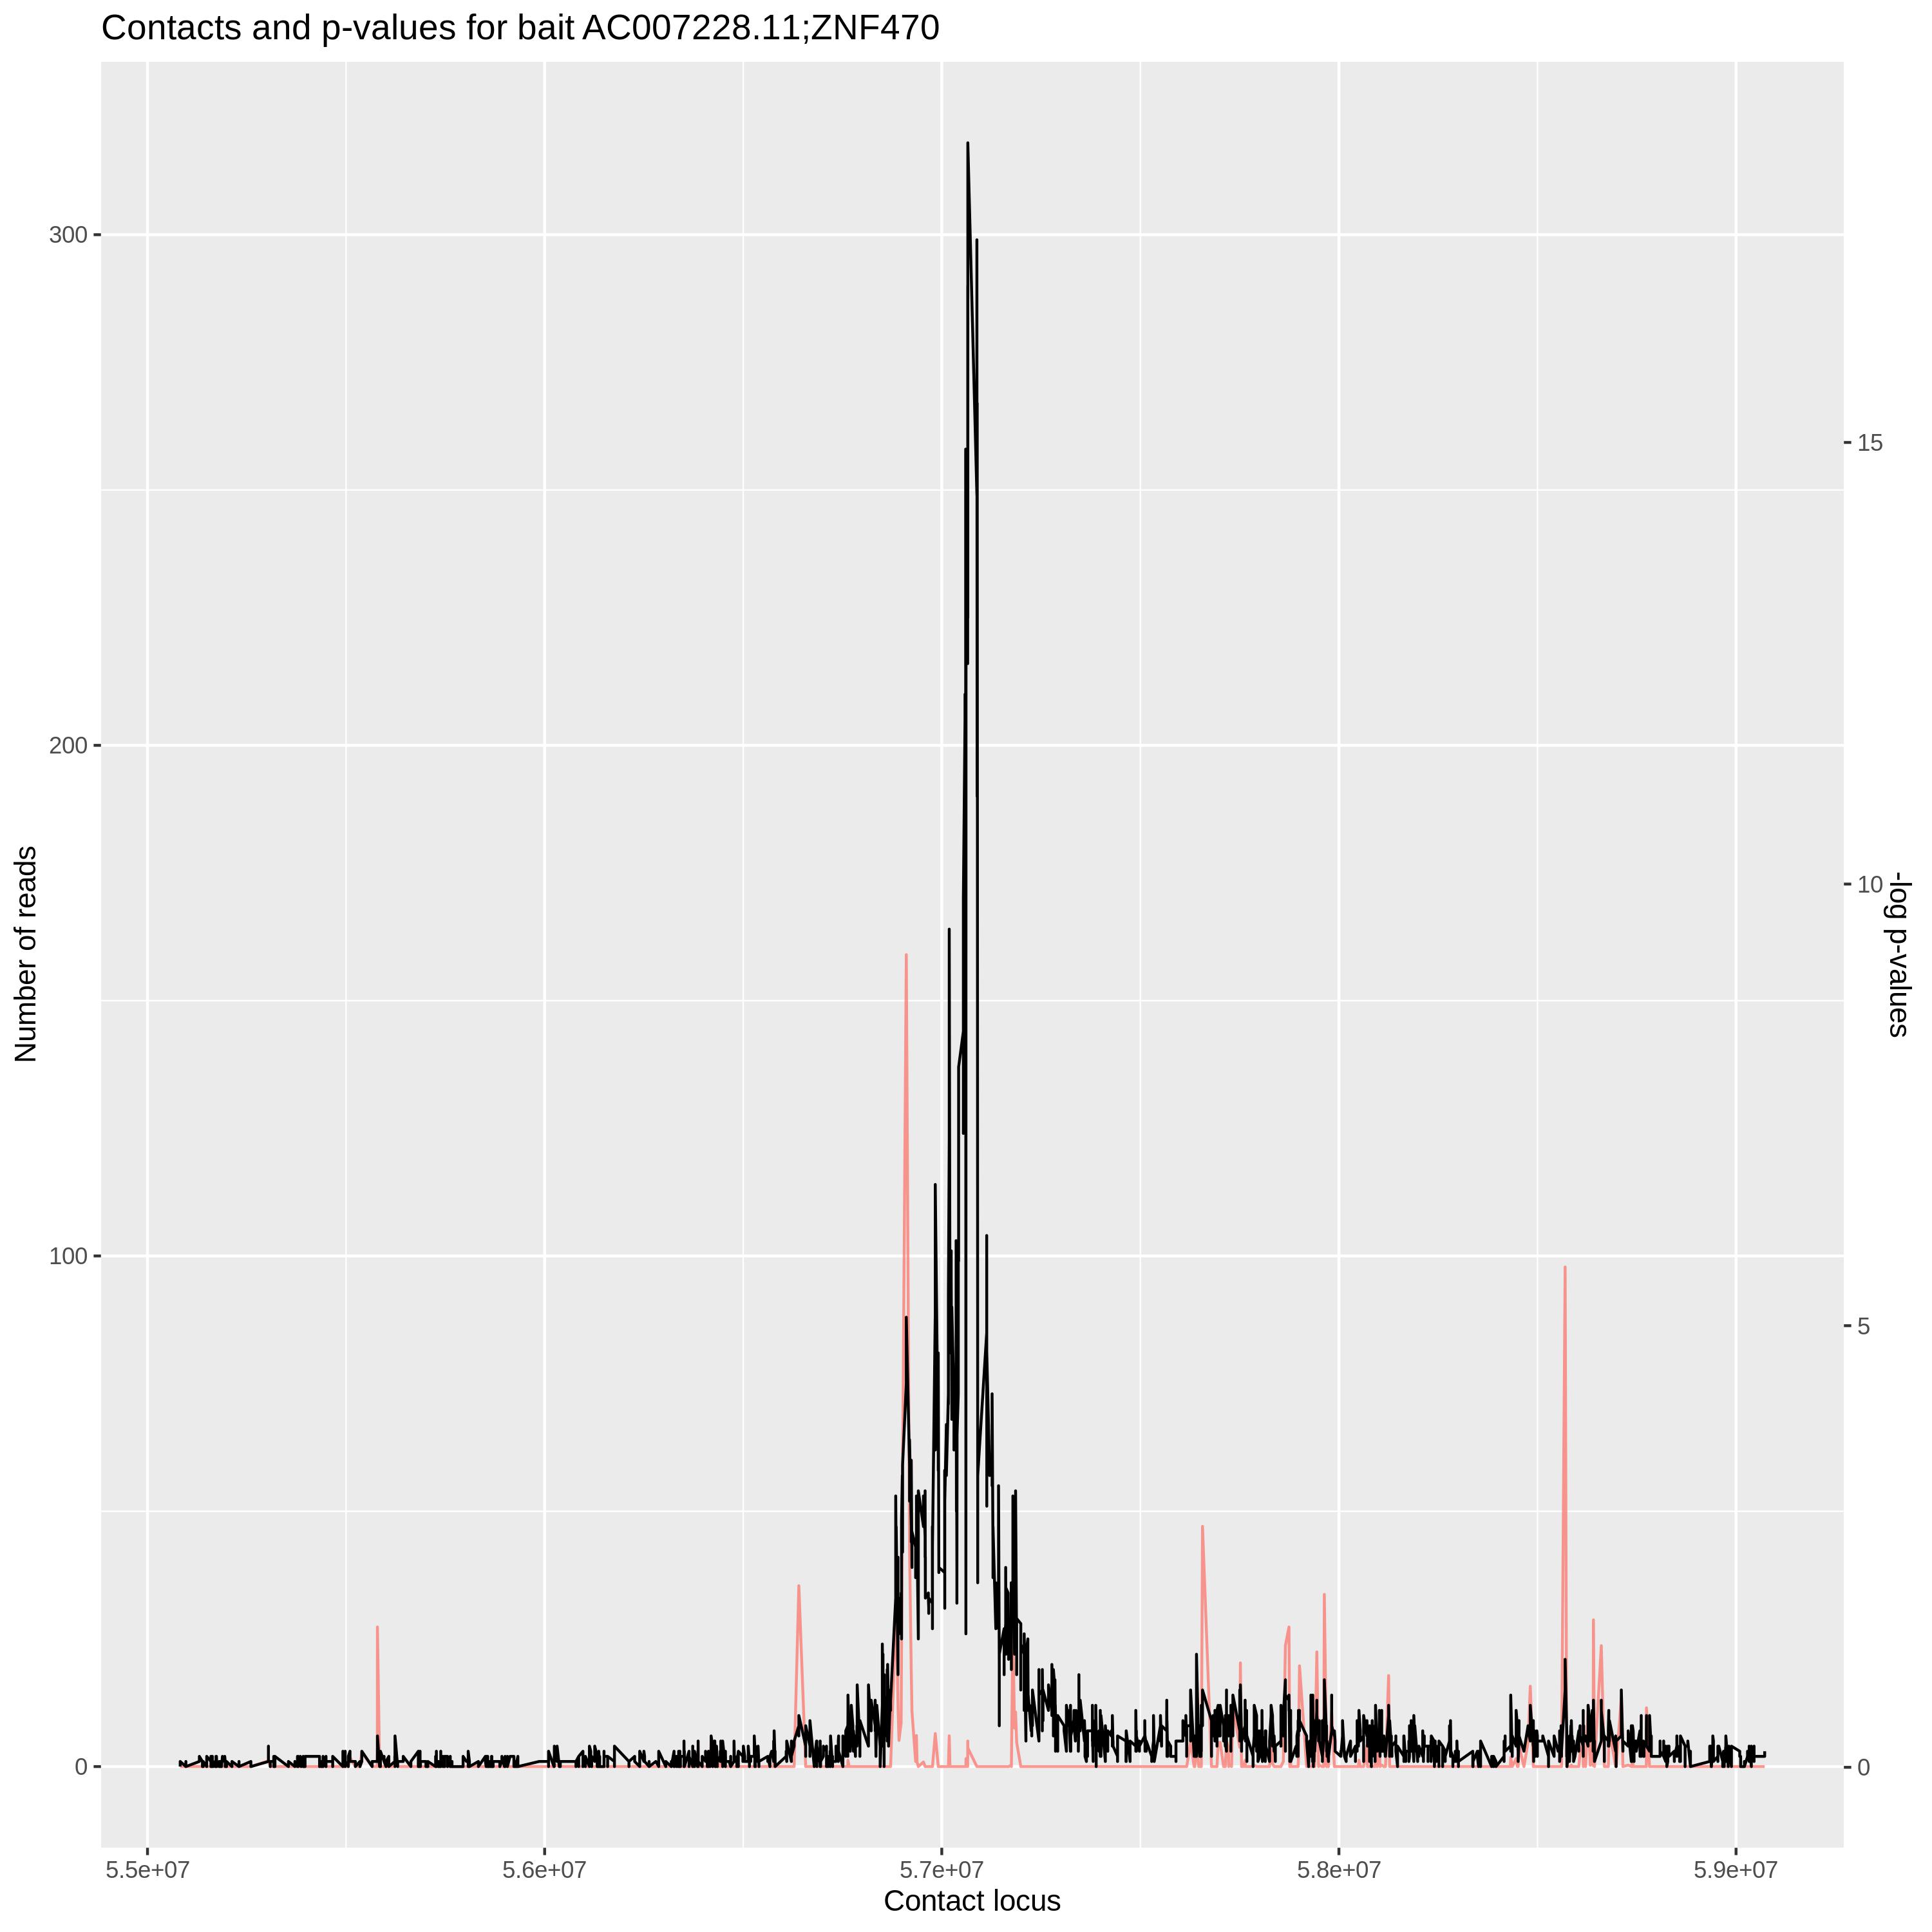 Contacts and p-values for bait AC007228.11;ZNF470
300
200
100
0
Number of reads
15
10
5
0
-log p-values
5.5e+07 5.6e+07 5.7e+07 5.8e+07 5.9e+07
Contact locus